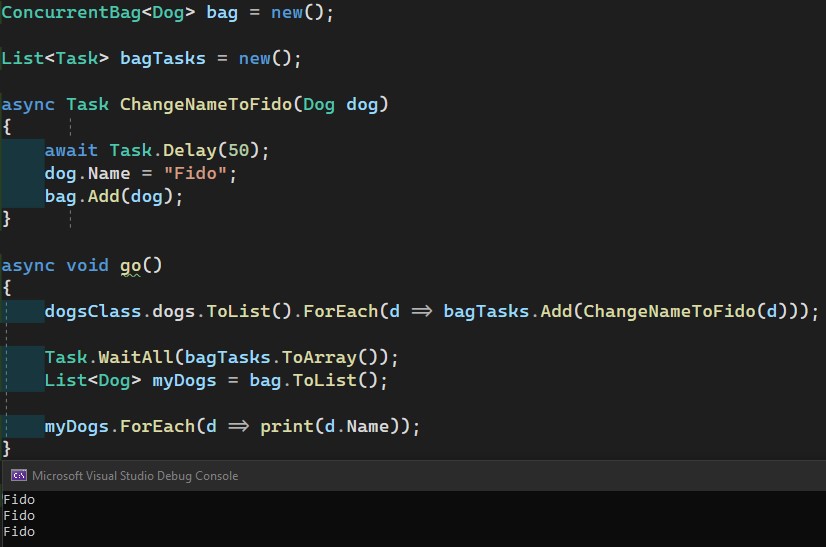 ConcurrentBag<Dog> bag = new();
List<Task> bagTasks = new();
async Task ChangeNameToFido(Dog dog)
{
await Task.Delay(50);
dog.Name = "Fido";
bag.Add(dog);
}
async void go()
{
dogsClass.dogs.ToList().ForEach(d => bagTasks.Add(ChangeNameToFido(d)));
Task.WaitAll(bagTasks.ToArray());
List<Dog> myDogs = bag.ToList();
myDogs.ForEach(d => print(d.Name));
}
C:\ Microsoft Visual Studio Debug Console
Fido
Fido
Fido